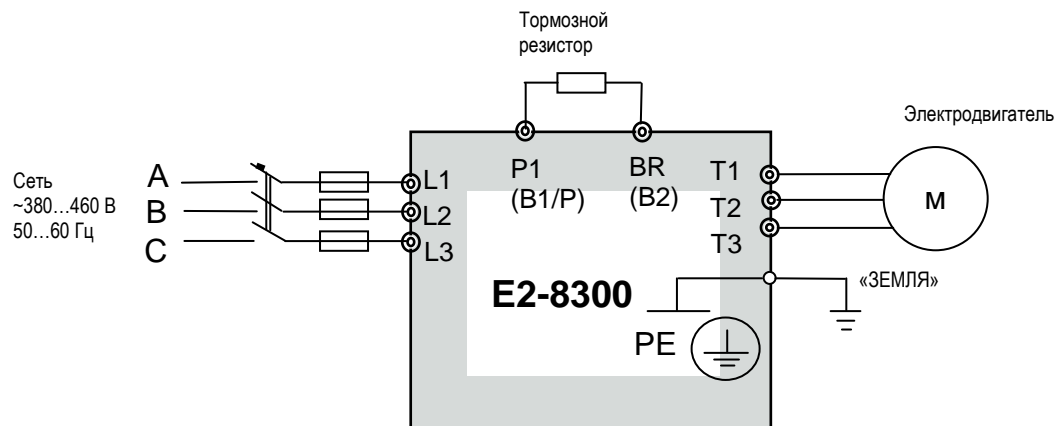 Тормозной
резистор
Электродвигатель
Сеть
~380...460 В
50...60 Гц
A
B
C
L1
L2
L3
P1
(B1/P)
BR
(B2)
T1
T2
T3
М
«ЗЕМЛЯ»
E2-8300
PE